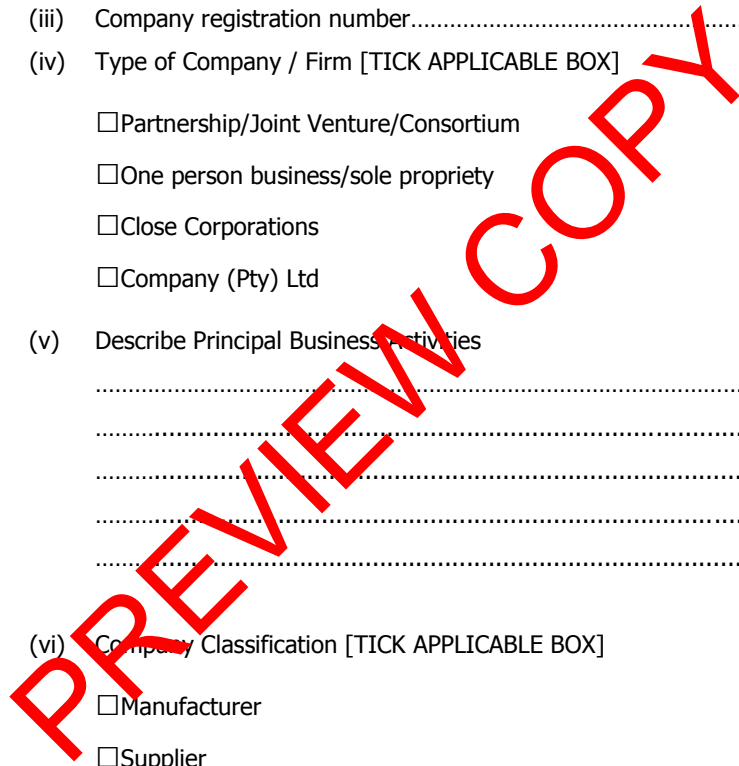 (iii) Company registration number.....................................................
(iv) Type of Company / Firm [TICK APPLICABLE BOX]
☐Partnership/Joint Venture/Consortium
☐One person business/sole propriety
☐Close Corporations
☐Company (Pty) Ltd
(v) Describe Principal Business Activities
................................................................................................
................................................................................................
................................................................................................
................................................................................................
................................................................................................
(vi) Company Classification [TICK APPLICABLE BOX]
☐Manufacturer
☐Supplier
PREVIEW COPY